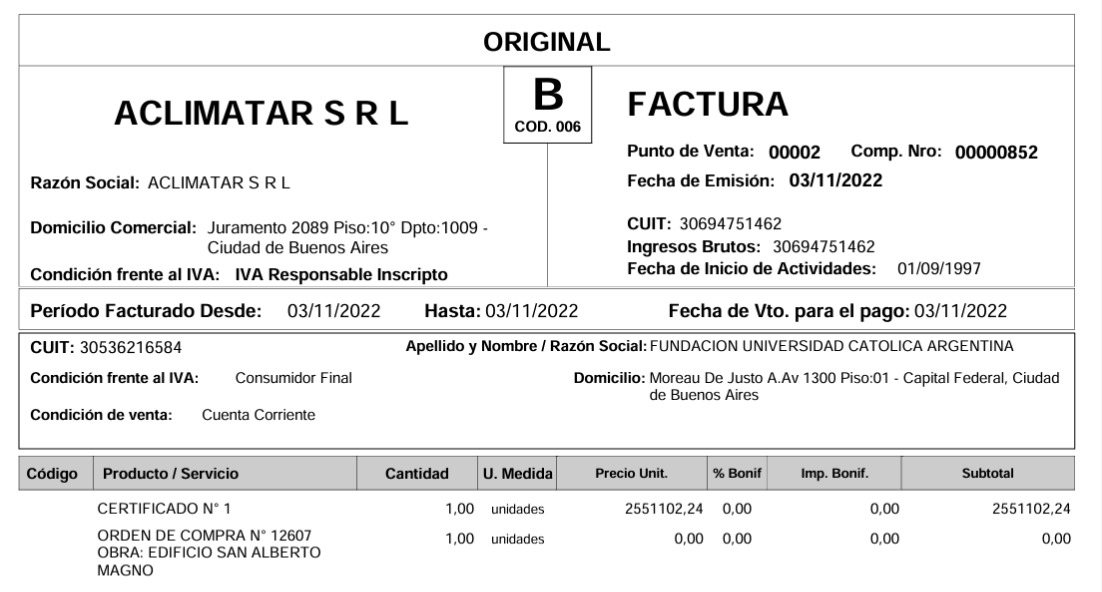 ORIGINAL
ACLIMATAR S R L
B
COD. 006
FACTURA
Punto de Venta: 00002 Comp. Nro: 00000852
Razón Social: ACLIMATAR S R L
Fecha de Emisión: 03/11/2022
Domicilio Comercial: Juramento 2089 Piso:10° Dpto:1009 -
Ciudad de Buenos Aires
CUIT: 30694751462
Ingresos Brutos: 30694751462
Condición frente al IVA: IVA Responsable Inscripto
Fecha de Inicio de Actividades: 01/09/1997
Período Facturado Desde: 03/11/2022 Hasta: 03/11/2022 Fecha de Vto. para el pago: 03/11/2022
CUIT: 30536216584 Apellido y Nombre / Razón Social: FUNDACION UNIVERSIDAD CATOLICA ARGENTINA
Condición frente al IVA: Consumidor Final Domicilio: Moreau De Justo A.Av 1300 Piso:01 - Capital Federal, Ciudad
de Buenos Aires
Condición de venta: Cuenta Corriente
Código Producto / Servicio Cantidad U. Medida Precio Unit. % Bonif Imp. Bonif. Subtotal
CERTIFICADO N° 1 1,00 unidades 2551102,24 0,00 0,00 2551102,24
ORDEN DE COMPRA N° 12607 1,00 unidades 0,00 0,00 0,00 0,00
OBRA: EDIFICIO SAN ALBERTO
MAGNO